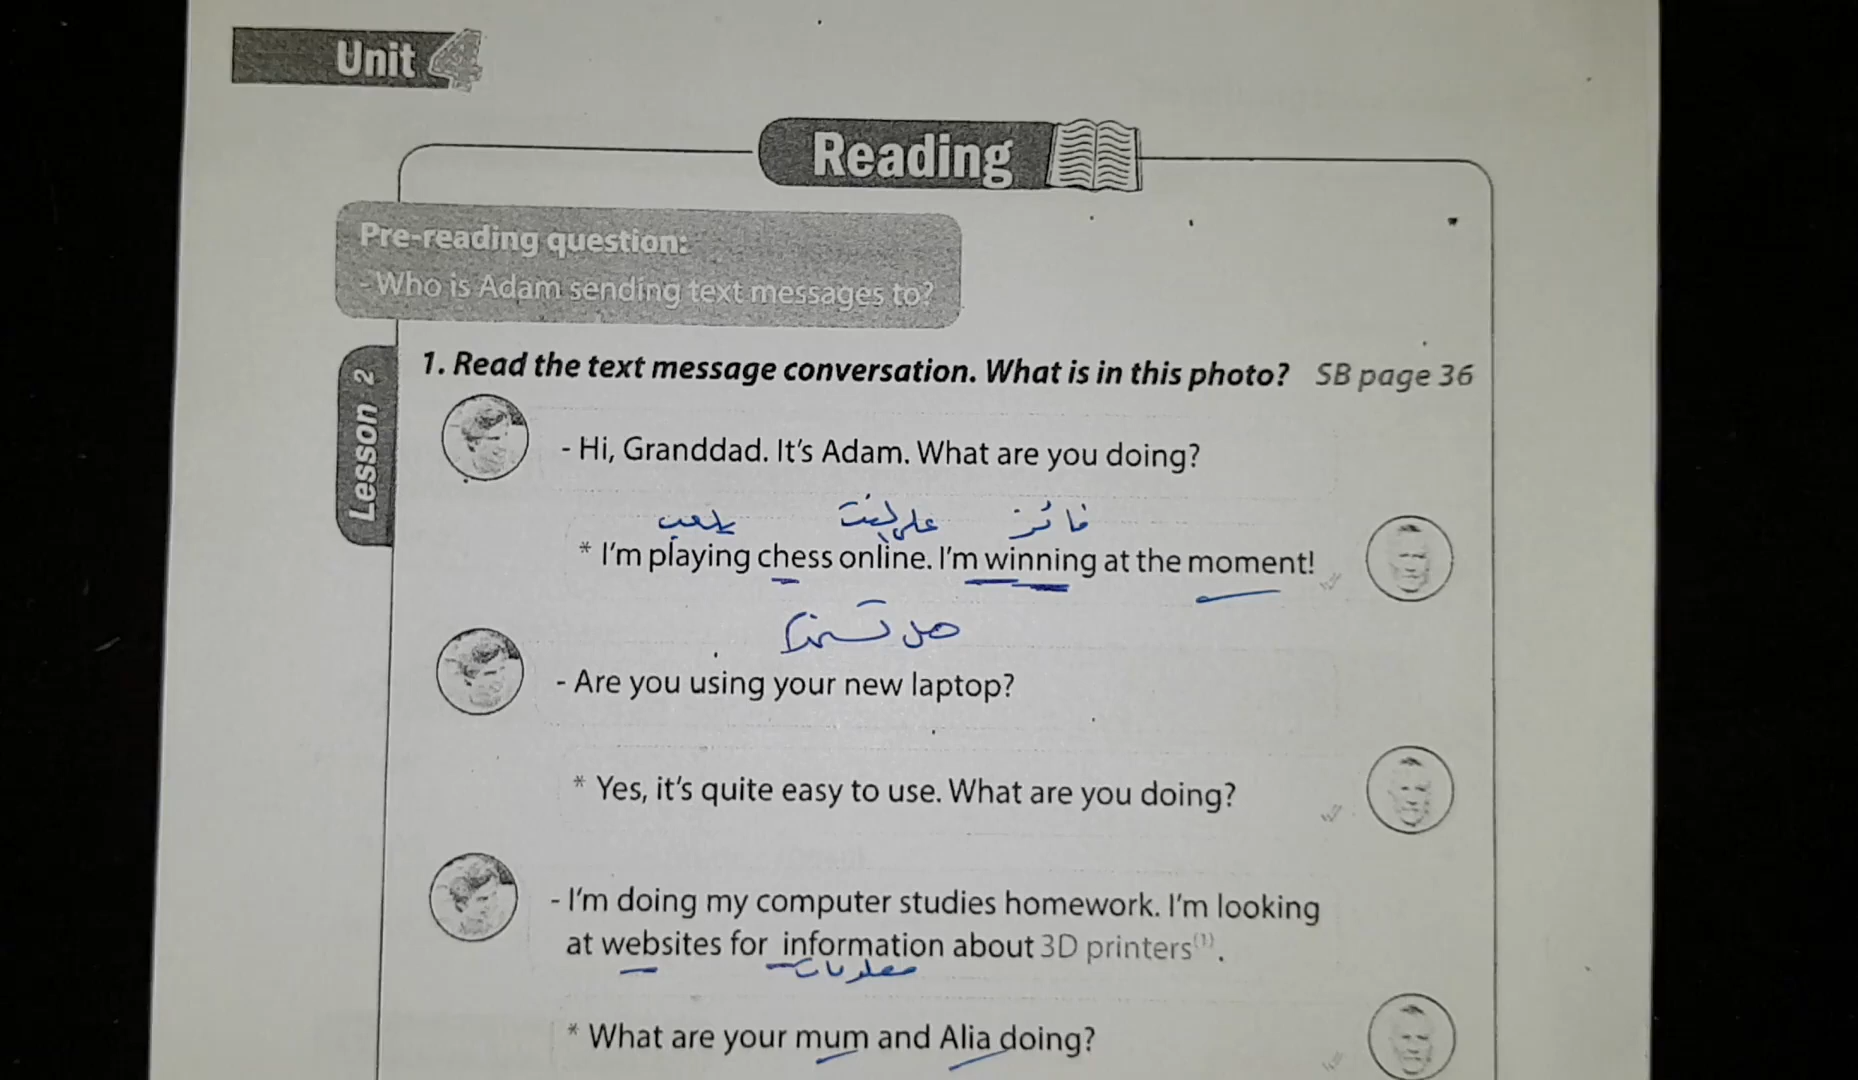 Unit 4
Reading
Pre-reading question:
- Who is Adam sending text messages to?
Lesson 2
1. Read the text message conversation. What is in this photo? SB page 36
- Hi, Granddad. It's Adam. What are you doing?
يلعب على النت فائز
* I'm playing chess online. I'm winning at the moment!
هل
- Are you using your new laptop?
* Yes, it's quite easy to use. What are you doing?
- I'm doing my computer studies homework. I'm looking
at websites for information about 3D printers(1).
معلومات
* What are your mum and Alia doing?